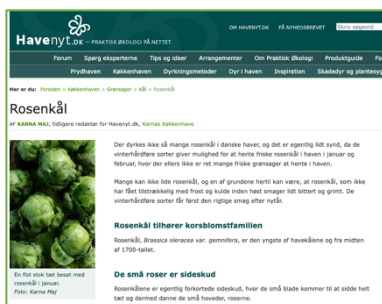 OM HAVENYT.DK FÅ NYHEDSBREVET Skriv søgeord
Havenyt.DK – PRAKTISK ØKOLOGI PÅ NETTET
Forum Spørg eksperterne Tips og ideer Arrangementer Om Praktisk Økologi Produktguide Fo
Prydhaven Køkkenhaven Dyrkningsmetoder Dyr i haven Inspiration Skadedyr og plantesyg
Her er du: Forsiden > Køkkenhaven > Grønsager > Kål > Rosenkål
Rosenkål
AF KARNA MAJ, tidligere redaktør for Havenyt.dk, Karnas Køkkenhave
Der dyrkes ikke så mange rosenkål i danske haver, og det er egentlig lidt synd, da de
vinterhårdføre sorter giver mulighed for at hente friske rosenkål i haven i januar og
februar, hvor der ellers ikke er ret mange friske grønsager at hente i haven.
Mange kan ikke lide rosenkål, og en af grundene hertil kan være, at rosenkål, som ikke
har fået tilstrækkelig med frost og kulde inden høst smager lidt bittert og grimt. De
vinterhårdføre sorter får først den rigtige smag efter nytår.
Rosenkål tilhører korsblomstfamilien
Rosenkål, Brassica oleracea var. gemnifera, er den yngste af havekålene og fra midten
af 1700-tallet.
De små roser er sideskud
Rosenkålene er egentlig forkortede sideskud, hvor de små blade kommer til at sidde helt
tæt og dermed danne de små hoveder, roserne.
En flot stok tæt besat med
rosenkål i januar.
Foto: Karna Maj